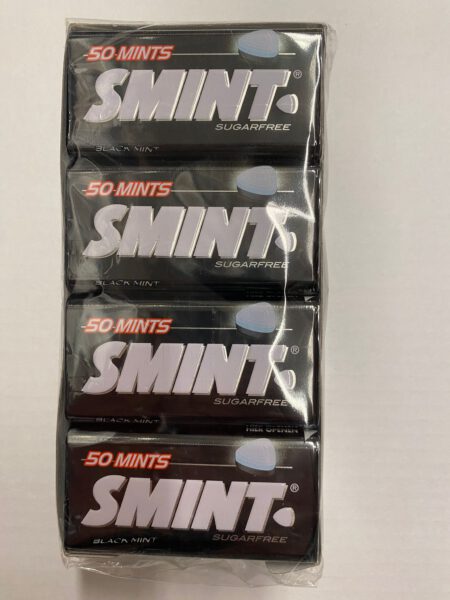 50 MINTS
SMINT®
SUGARFREE
BLACK MINT
50 MINTS
SMINT
SUGARFREE
BLACK MINT
50 MINTS
SMINT®
SUGARFREE
BLACK MINT
HIER OPENEN
50 MINTS
SMINT®
SUGARFREE
BLACK MINT